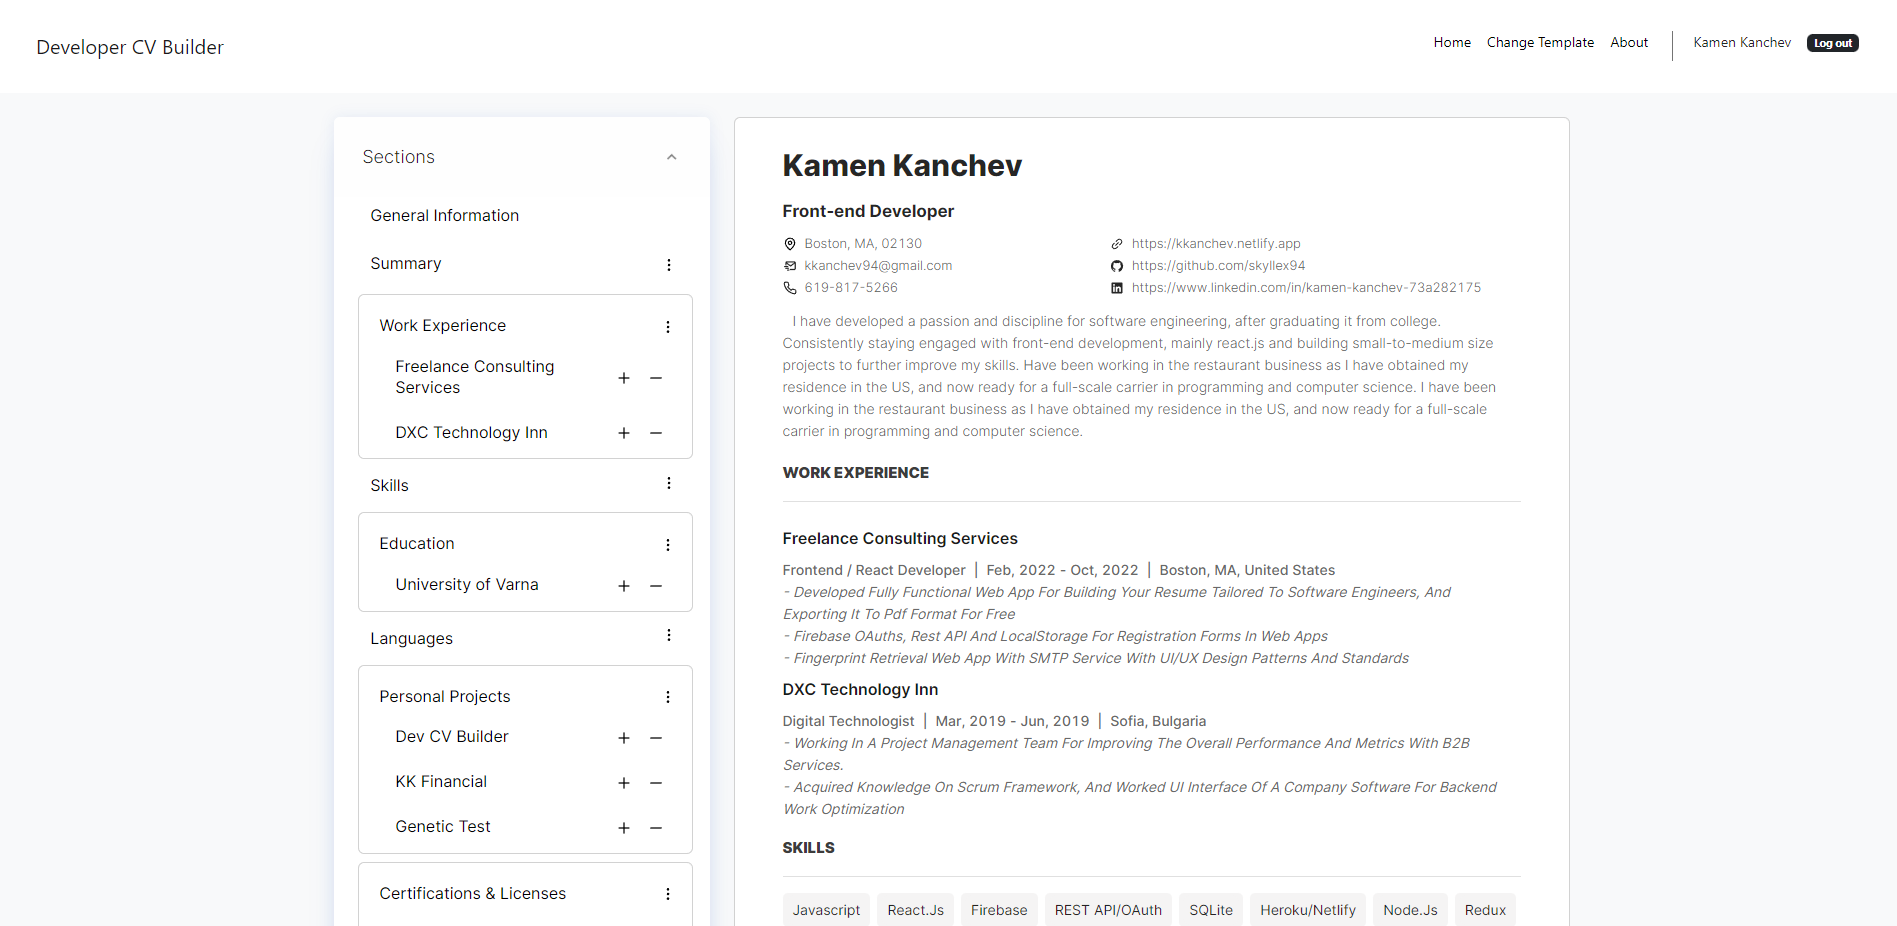 Developer CV Builder
Home Change Template About Kamen Kanchev Log out
Sections
General Information
Summary
Work Experience
Freelance Consulting
Services
DXC Technology Inn
Skills
Education
University of Varna
Languages
Personal Projects
Dev CV Builder
KK Financial
Genetic Test
Certifications & Licenses
Kamen Kanchev
Front-end Developer
Boston, MA, 02130
kkanchev94@gmail.com
619-817-5266
https://kkanchev.netlify.app
https://github.com/skyllex94
https://www.linkedin.com/in/kamen-kanchev-73a282175
I have developed a passion and discipline for software engineering, after graduating it from college.
Consistently staying engaged with front-end development, mainly react.js and building small-to-medium size
projects to further improve my skills. Have been working in the restaurant business as I have obtained my
residence in the US, and now ready for a full-scale carrier in programming and computer science. I have been
working in the restaurant business as I have obtained my residence in the US, and now ready for a full-scale
carrier in programming and computer science.
WORK EXPERIENCE
Freelance Consulting Services
Frontend / React Developer | Feb, 2022 - Oct, 2022 | Boston, MA, United States
- Developed Fully Functional Web App For Building Your Resume Tailored To Software Engineers, And
Exporting It To Pdf Format For Free
- Firebase OAuths, Rest API And LocalStorage For Registration Forms In Web Apps
- Fingerprint Retrieval Web App With SMTP Service With UI/UX Design Patterns And Standards
DXC Technology Inn
Digital Technologist | Mar, 2019 - Jun, 2019 | Sofia, Bulgaria
- Working In A Project Management Team For Improving The Overall Performance And Metrics With B2B
Services.
- Acquired Knowledge On Scrum Framework, And Worked UI Interface Of A Company Software For Backend
Work Optimization
SKILLS
Javascript React.Js Firebase REST API/OAuth SQLite Heroku/Netlify Node.Js Redux